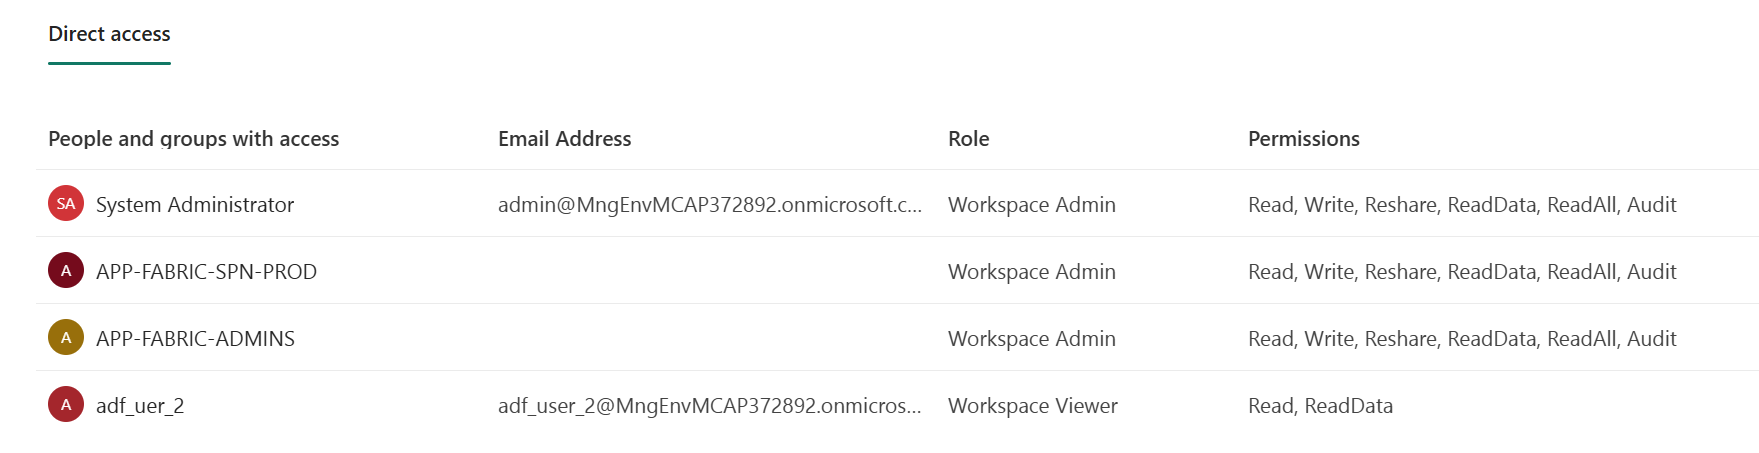 Direct access
People and groups with access Email Address Role Permissions
SA System Administrator admin@MngEnvMCAP372892.onmicrosoft.c... Workspace Admin Read, Write, Reshare, ReadData, ReadAll, Audit
A APP-FABRIC-SPN-PROD Workspace Admin Read, Write, Reshare, ReadData, ReadAll, Audit
A APP-FABRIC-ADMINS Workspace Admin Read, Write, Reshare, ReadData, ReadAll, Audit
A adf_uer_2 adf_user_2@MngEnvMCAP372892.onmicros... Workspace Viewer Read, ReadData